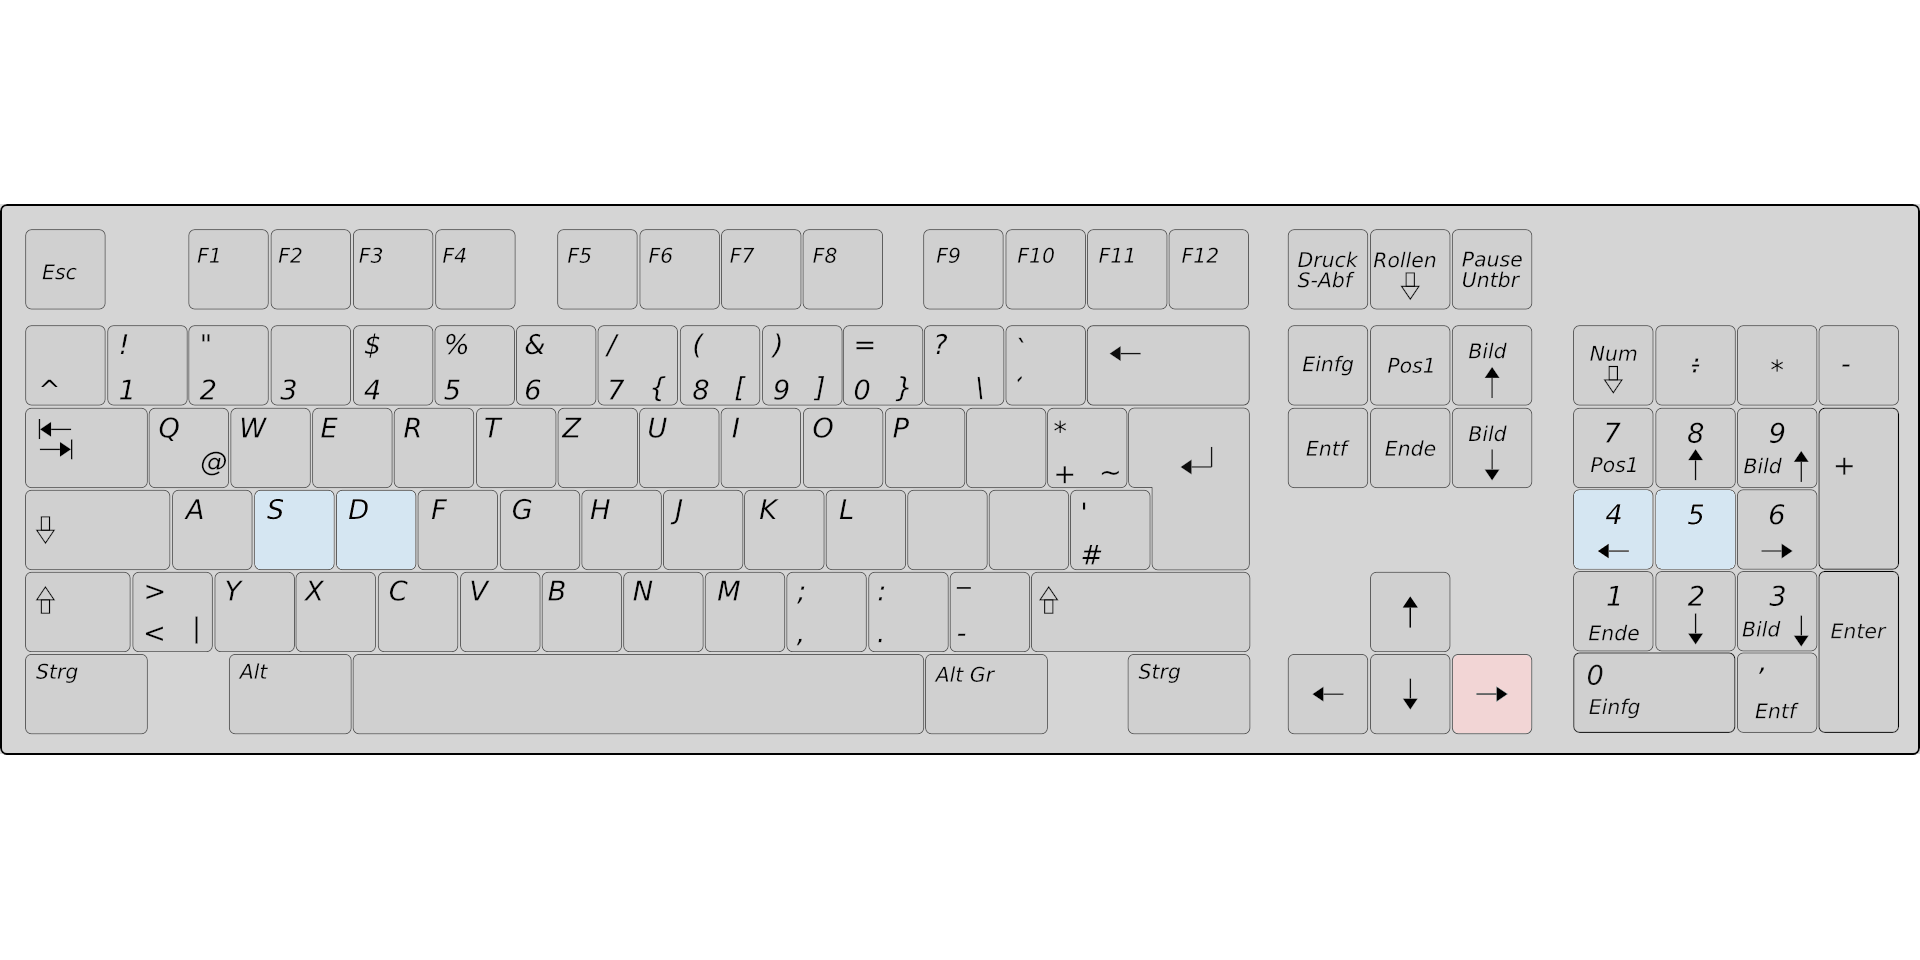 Esc F1 F2 F3 F4 F5 F6 F7 F8 F9 F10 F11 F12 Druck S-Abf Rollen Pause Untbr
^ ! 1 " 2 3 $ 4 % 5 & 6 / 7 { ( 8 [ ) 9 ] = 0 } ? \ ` ´ ← Einfg Pos1 Bild ↑ Num ÷ * -
Q @ W E R T Z U I O P * + ~ Entf Ende Bild ↓ 7 Pos1 8 ↑ 9 Bild ↑ +
A S D F G H J K L ' # 4 ← 5 6 →
> < | Y X C V B N M ; , : . _ - ↑ 1 Ende 2 ↓ 3 Bild ↓ Enter
Strg Alt Alt Gr Strg ← ↓ → 0 Einfg , Entf